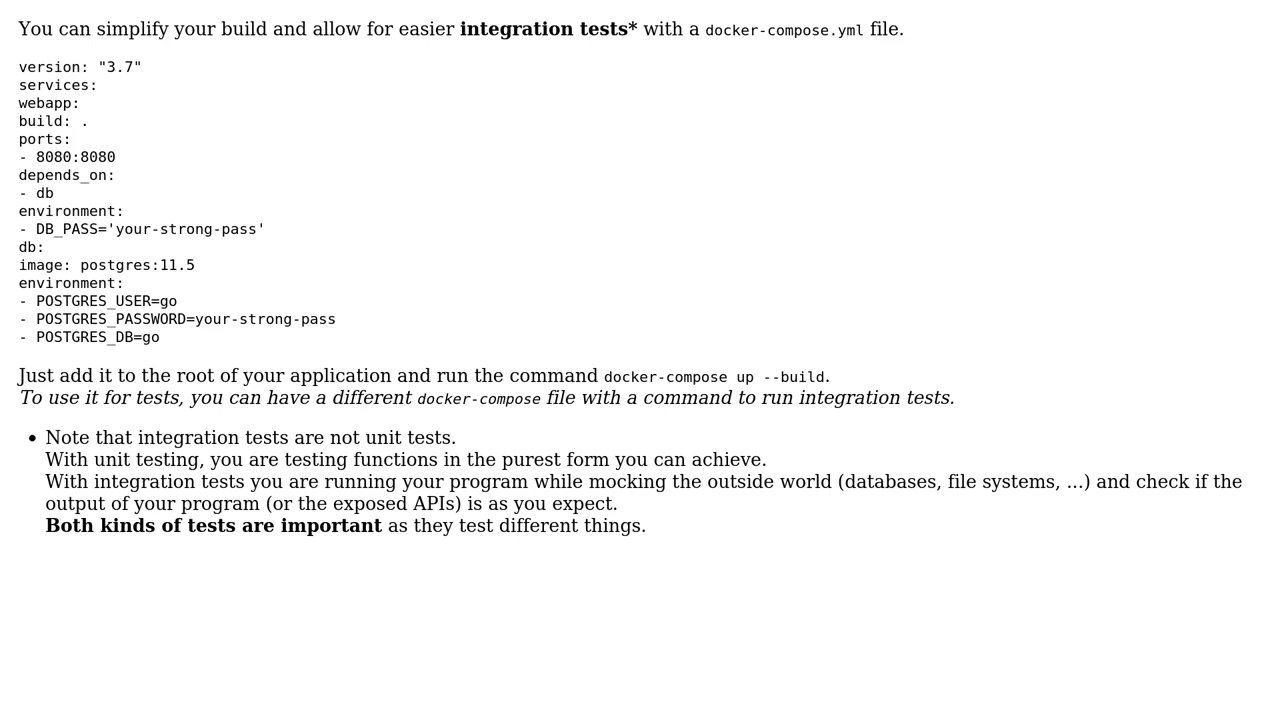 You can simplify your build and allow for easier integration tests* with a docker-compose.yml file.
version: "3.7"
services:
webapp:
build: .
ports:
- 8080:8080
depends_on:
- db
environment:
- DB_PASS='your-strong-pass'
db:
image: postgres:11.5
environment:
- POSTGRES_USER=go
- POSTGRES_PASSWORD=your-strong-pass
- POSTGRES_DB=go
Just add it to the root of your application and run the command docker-compose up --build.
To use it for tests, you can have a different docker-compose file with a command to run integration tests.
• Note that integration tests are not unit tests.
With unit testing, you are testing functions in the purest form you can achieve.
With integration tests you are running your program while mocking the outside world (databases, file systems, ...) and check if the
output of your program (or the exposed APIs) is as you expect.
Both kinds of tests are important as they test different things.